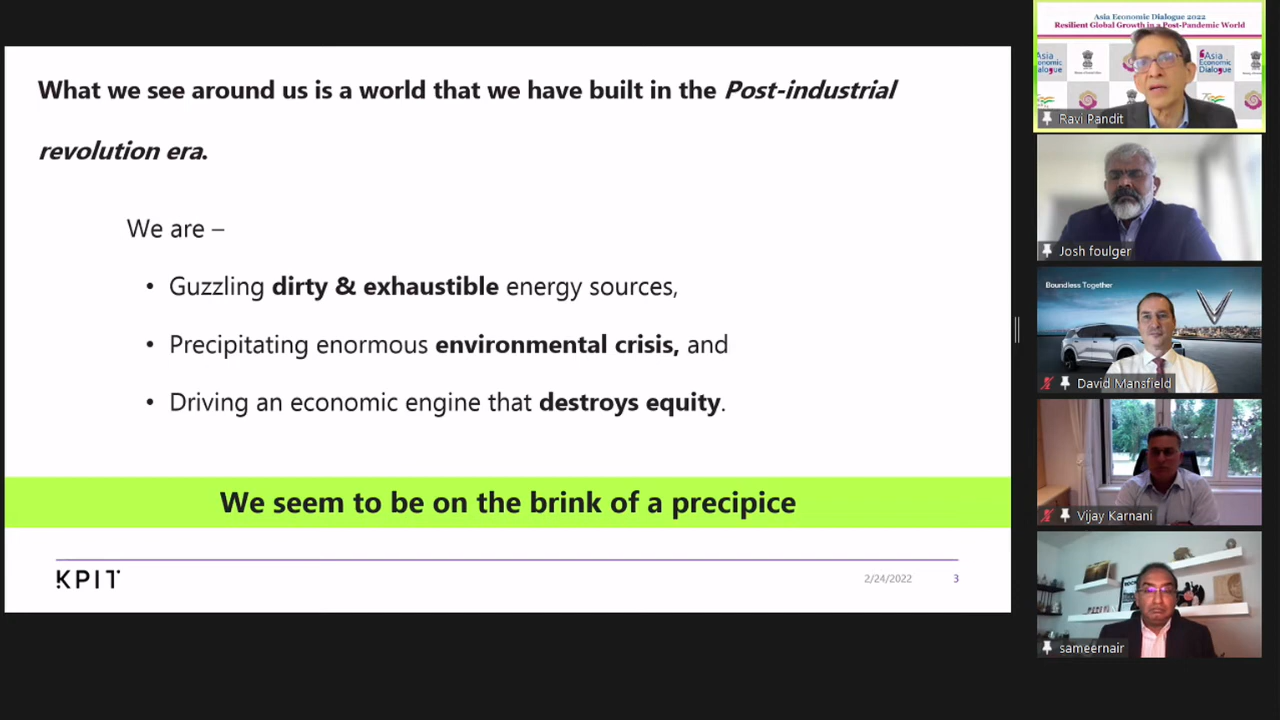 What we see around us is a world that we have built in the Post-industrial
revolution era.
We are –
• Guzzling dirty & exhaustible energy sources,
• Precipitating enormous environmental crisis, and
• Driving an economic engine that destroys equity.
We seem to be on the brink of a precipice
KPIT
2/24/2022
3
Asia Economic Dialogue 2022
Resilient Global Growth in a Post-Pandemic World
Asia
Economic
Dialogue
Ravi Pandit
Josh foulger
Boundless Together
David Mansfield
Vijay Karnani
sameernair